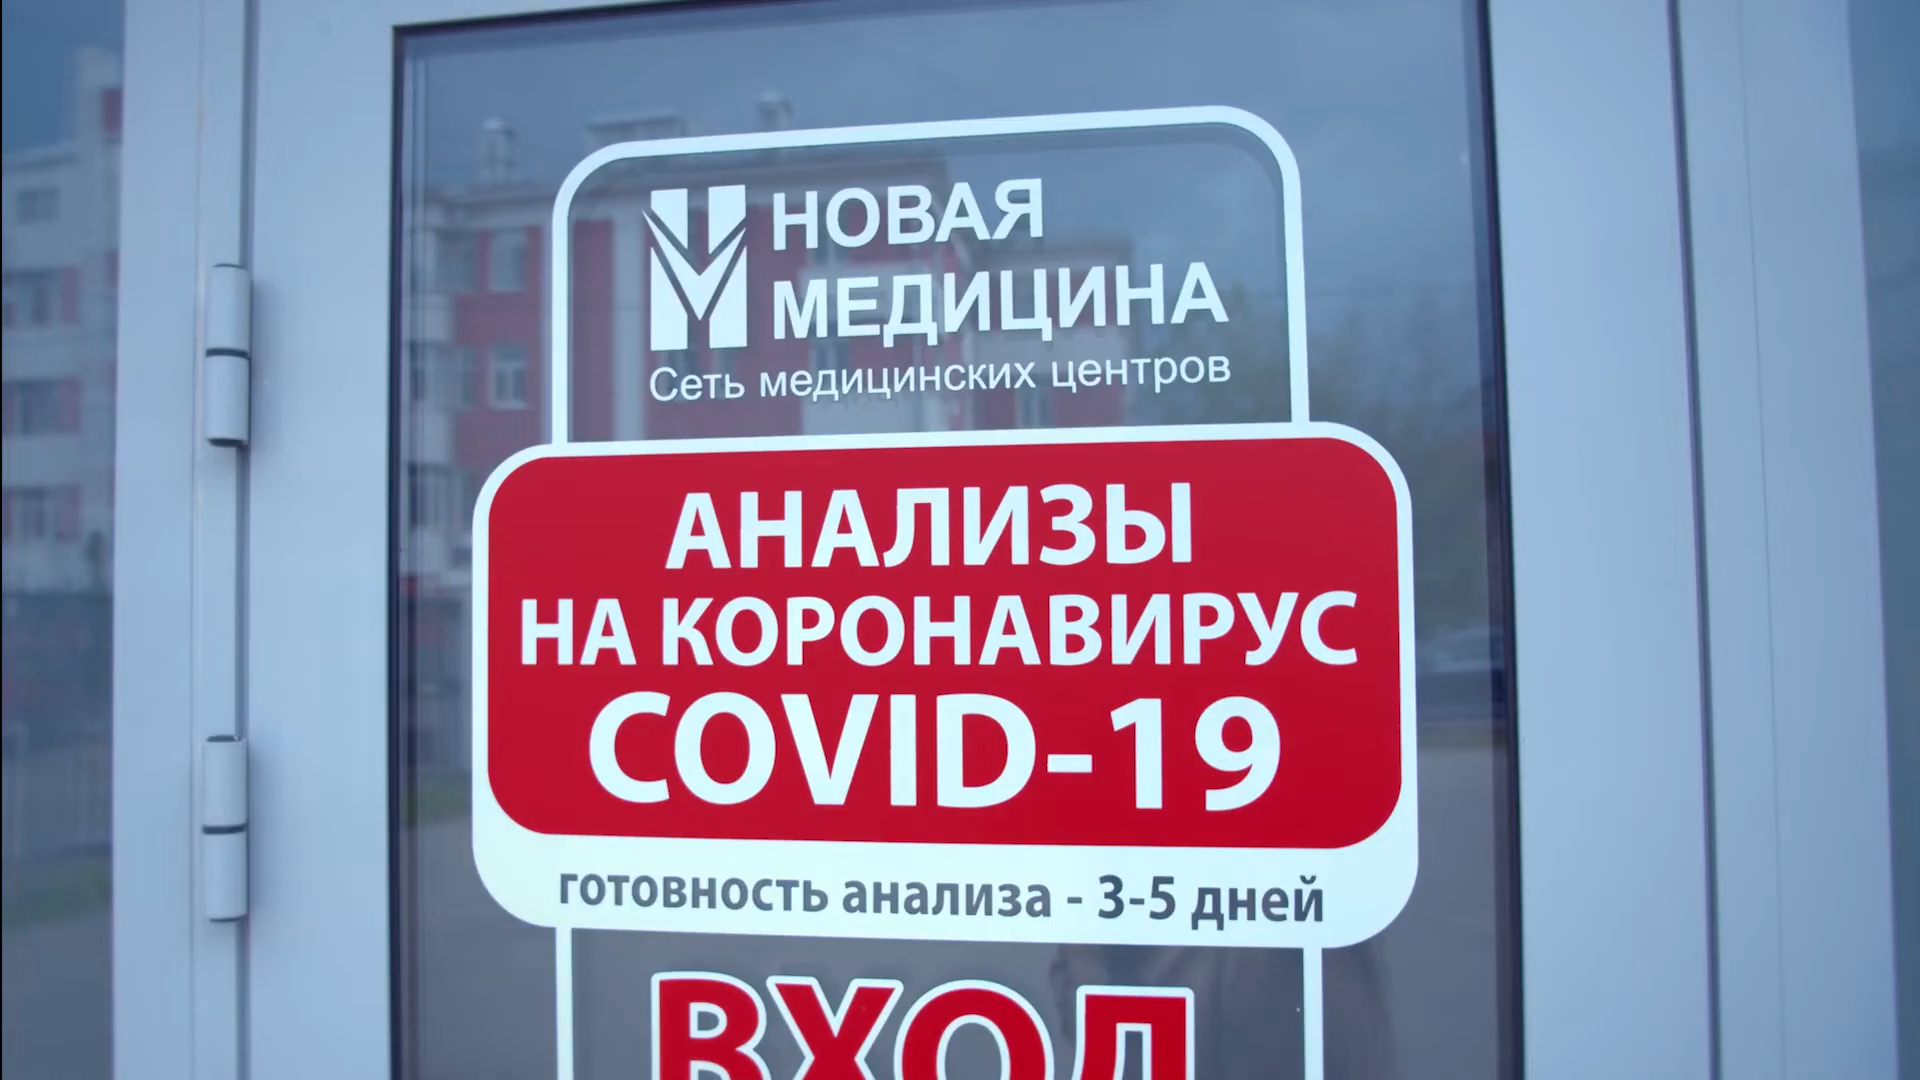 НОВАЯ
МЕДИЦИНА
Сеть медицинских центров
АНАЛИЗЫ
НА КОРОНАВИРУС
COVID-19
готовность анализа - 3-5 дней
ВХОД